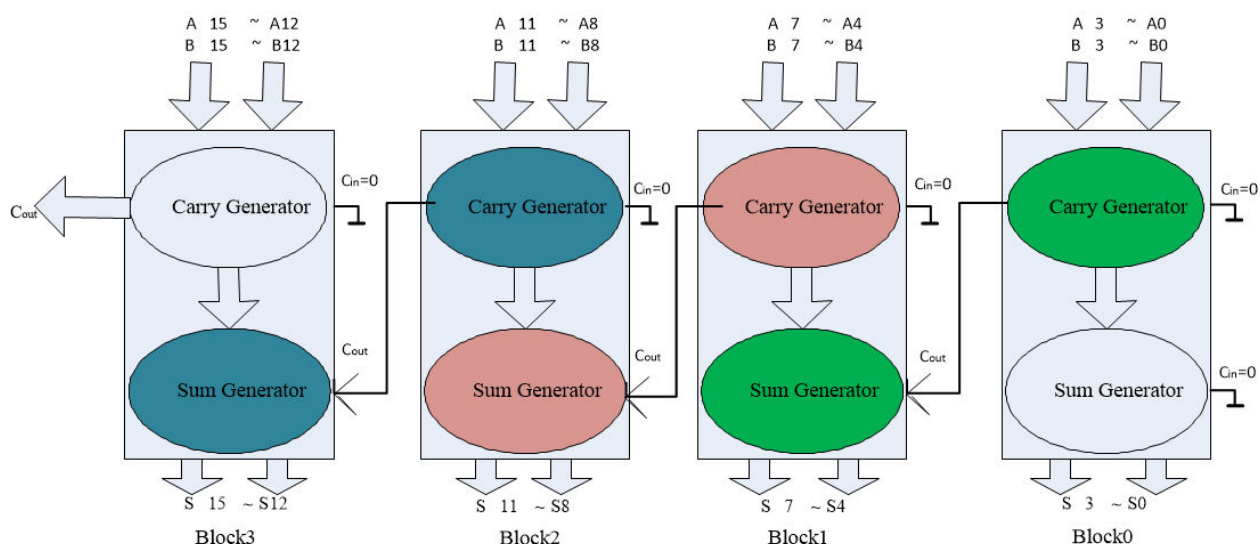 A 15 ~ A12
B 15 ~ B12
A 11 ~ A8
B 11 ~ B8
A 7 ~ A4
B 7 ~ B4
A 3 ~ A0
B 3 ~ B0
Cout
Carry Generator
Cin=0
Carry Generator
Cin=0
Carry Generator
Cin=0
Carry Generator
Cin=0
Sum Generator
Cout
Sum Generator
Cout
Sum Generator
Cout
Sum Generator
Cin=0
S 15 ~ S12
S 11 ~ S8
S 7 ~ S4
S 3 ~ S0
Block3
Block2
Block1
Block0